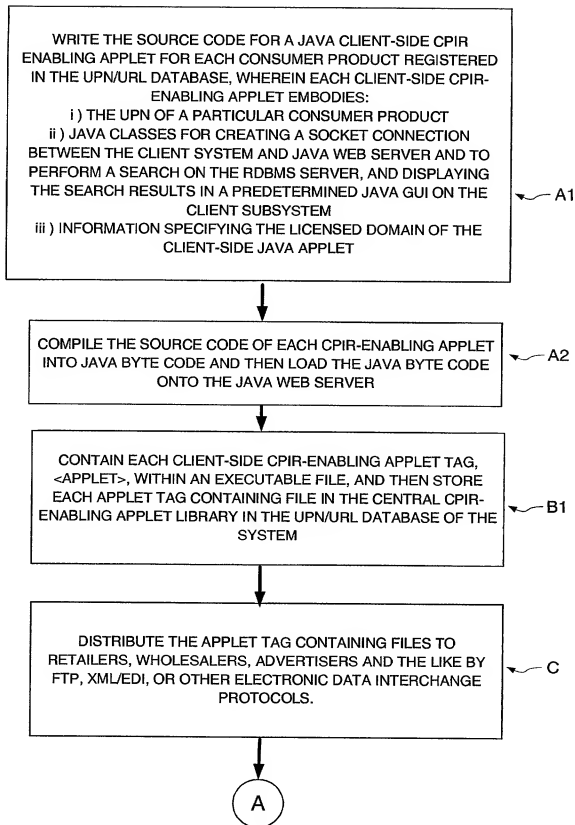 WRITE THE SOURCE CODE FOR A JAVA CLIENT-SIDE CPIR
ENABLING APPLET FOR EACH CONSUMER PRODUCT REGISTERED
IN THE UPN/URL DATABASE, WHEREIN EACH CLIENT-SIDE CPIR-
ENABLING APPLET EMBODIES:
i ) THE UPN OF A PARTICULAR CONSUMER PRODUCT
ii ) JAVA CLASSES FOR CREATING A SOCKET CONNECTION
BETWEEN THE CLIENT SYSTEM AND JAVA WEB SERVER AND TO
PERFORM A SEARCH ON THE RDBMS SERVER, AND DISPLAYING
THE SEARCH RESULTS IN A PREDETERMINED JAVA GUI ON THE
CLIENT SUBSYSTEM
iii ) INFORMATION SPECIFYING THE LICENSED DOMAIN OF THE
CLIENT-SIDE JAVA APPLET
A1
COMPILE THE SOURCE CODE OF EACH CPIR-ENABLING APPLET
INTO JAVA BYTE CODE AND THEN LOAD THE JAVA BYTE CODE
ONTO THE JAVA WEB SERVER
A2
CONTAIN EACH CLIENT-SIDE CPIR-ENABLING APPLET TAG,
<APPLET>, WITHIN AN EXECUTABLE FILE, AND THEN STORE
EACH APPLET TAG CONTAINING FILE IN THE CENTRAL CPIR-
ENABLING APPLET LIBRARY IN THE UPN/URL DATABASE OF THE
SYSTEM
B1
DISTRIBUTE THE APPLET TAG CONTAINING FILES TO
RETAILERS, WHOLESALERS, ADVERTISERS AND THE LIKE BY
FTP, XML/EDI, OR OTHER ELECTRONIC DATA INTERCHANGE
PROTOCOLS.
C
A